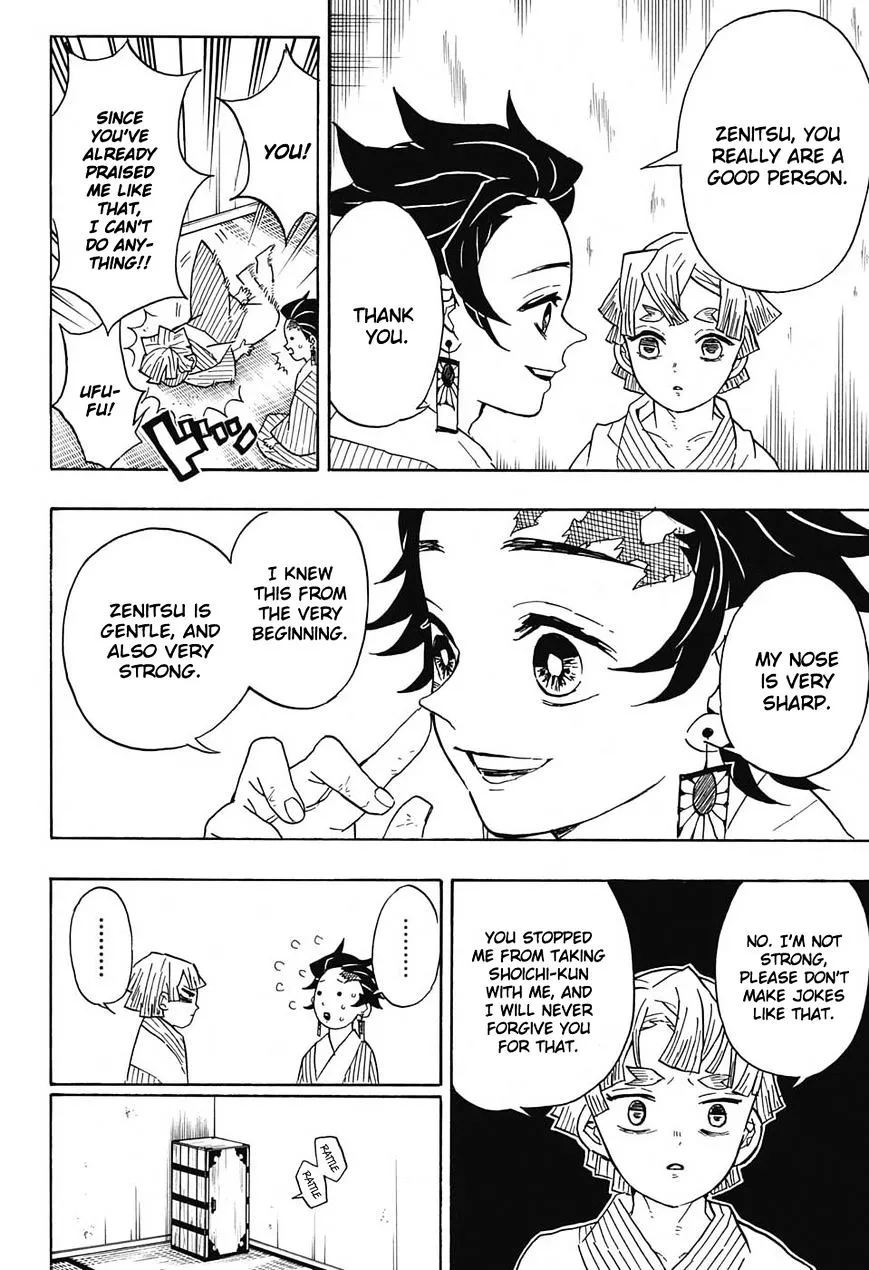 ZENITSU, YOU
REALLY ARE A
GOOD PERSON.
THANK
YOU.
YOU!
SINCE
YOU'VE
ALREADY
PRAISED
ME LIKE
THAT,
I CAN'T
DO ANY-
THING!!
UFU-
FU!
MY NOSE
IS VERY
SHARP.
I KNEW
THIS FROM
THE VERY
BEGINNING.
ZENITSU IS
GENTLE, AND
ALSO VERY
STRONG.
NO. I'M NOT
STRONG,
PLEASE DON'T
MAKE JOKES
LIKE THAT.
YOU STOPPED
ME FROM TAKING
SHOICHI-KUN
WITH ME, AND
I WILL NEVER
FORGIVE YOU
FOR THAT.
........
........
RATTLE
RATTLE